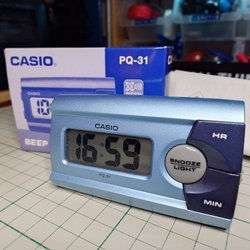 CASIO
PQ-31
BEEP
CASIO
16:59
PQ-31
HR
SNOOZE
LIGHT
MIN